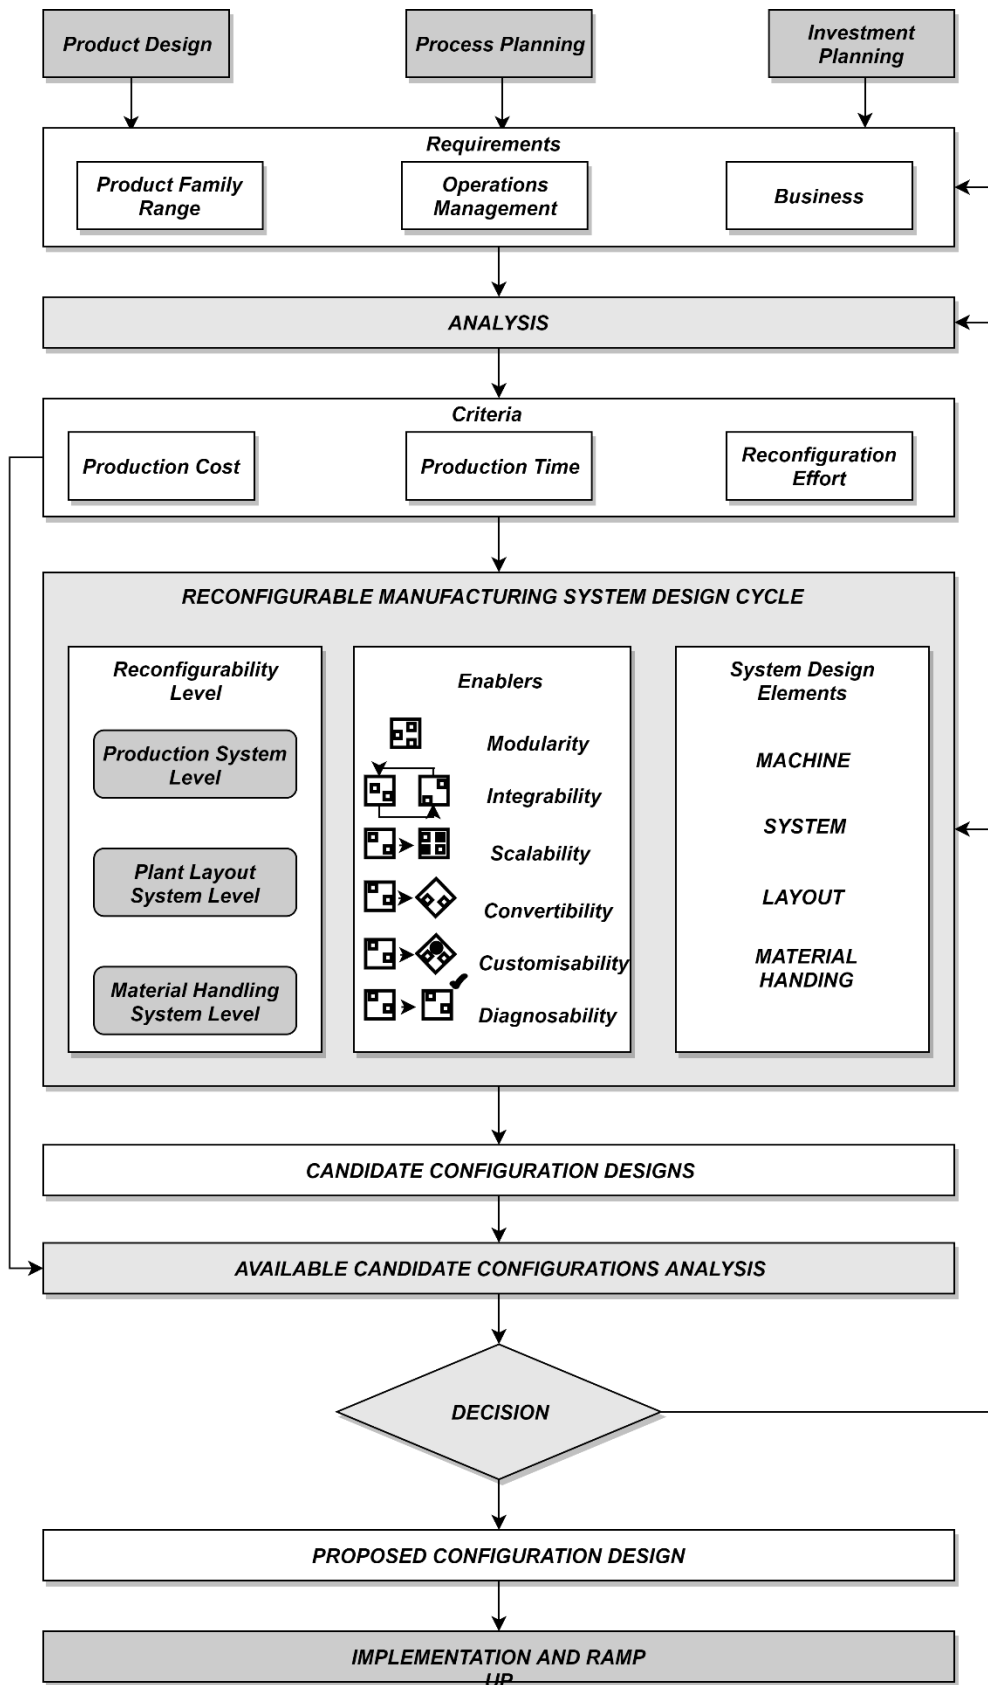 Product Design
Process Planning
Investment
Planning
Requirements
Product Family
Range
Operations
Management
Business
ANALYSIS
Criteria
Production Cost
Production Time
Reconfiguration
Effort
RECONFIGURABLE MANUFACTURING SYSTEM DESIGN CYCLE
Reconfigurability
Level
Production System
Level
Plant Layout
System Level
Material Handling
System Level
Enablers
Modularity
Integrability
Scalability
Convertibility
Customisability
Diagnosability
System Design
Elements
MACHINE
SYSTEM
LAYOUT
MATERIAL
HANDING
CANDIDATE CONFIGURATION DESIGNS
AVAILABLE CANDIDATE CONFIGURATIONS ANALYSIS
DECISION
PROPOSED CONFIGURATION DESIGN
IMPLEMENTATION AND RAMP
UP